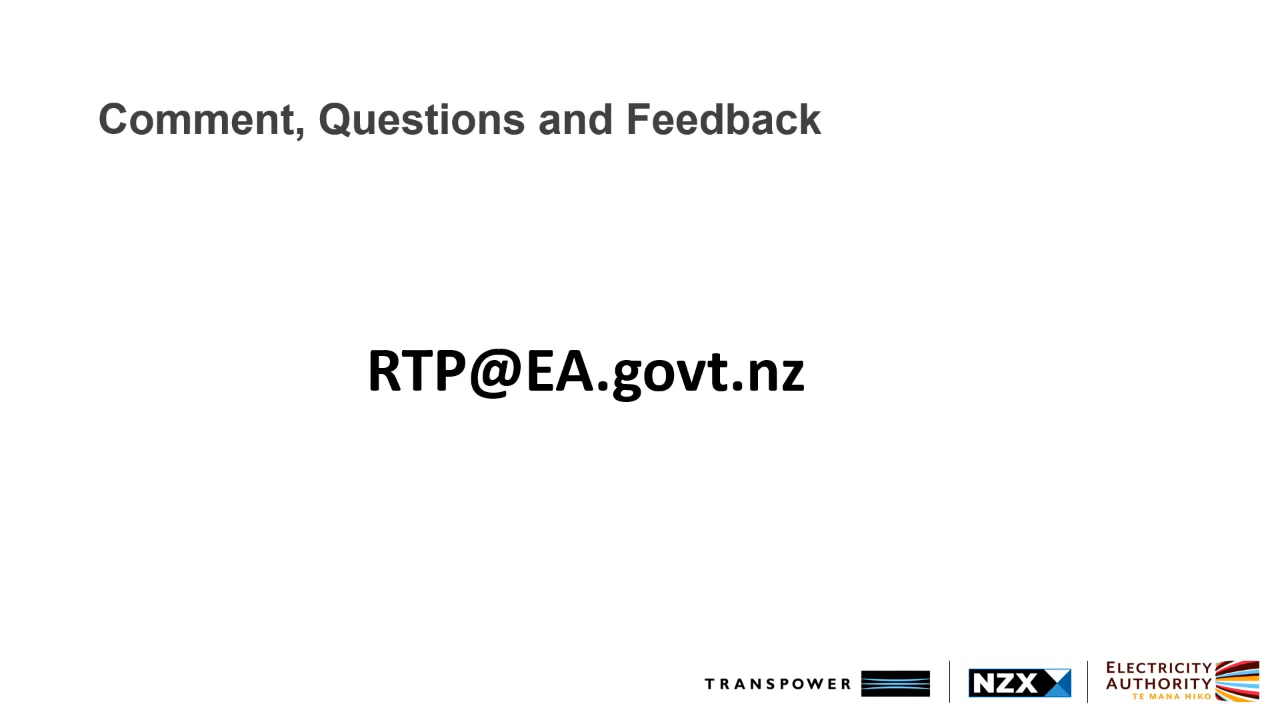 Comment, Questions and Feedback
RTP@EA.govt.nz
TRANSPOWER
NZX
ELECTRICITY
AUTHORITY
TE MANA HIKO